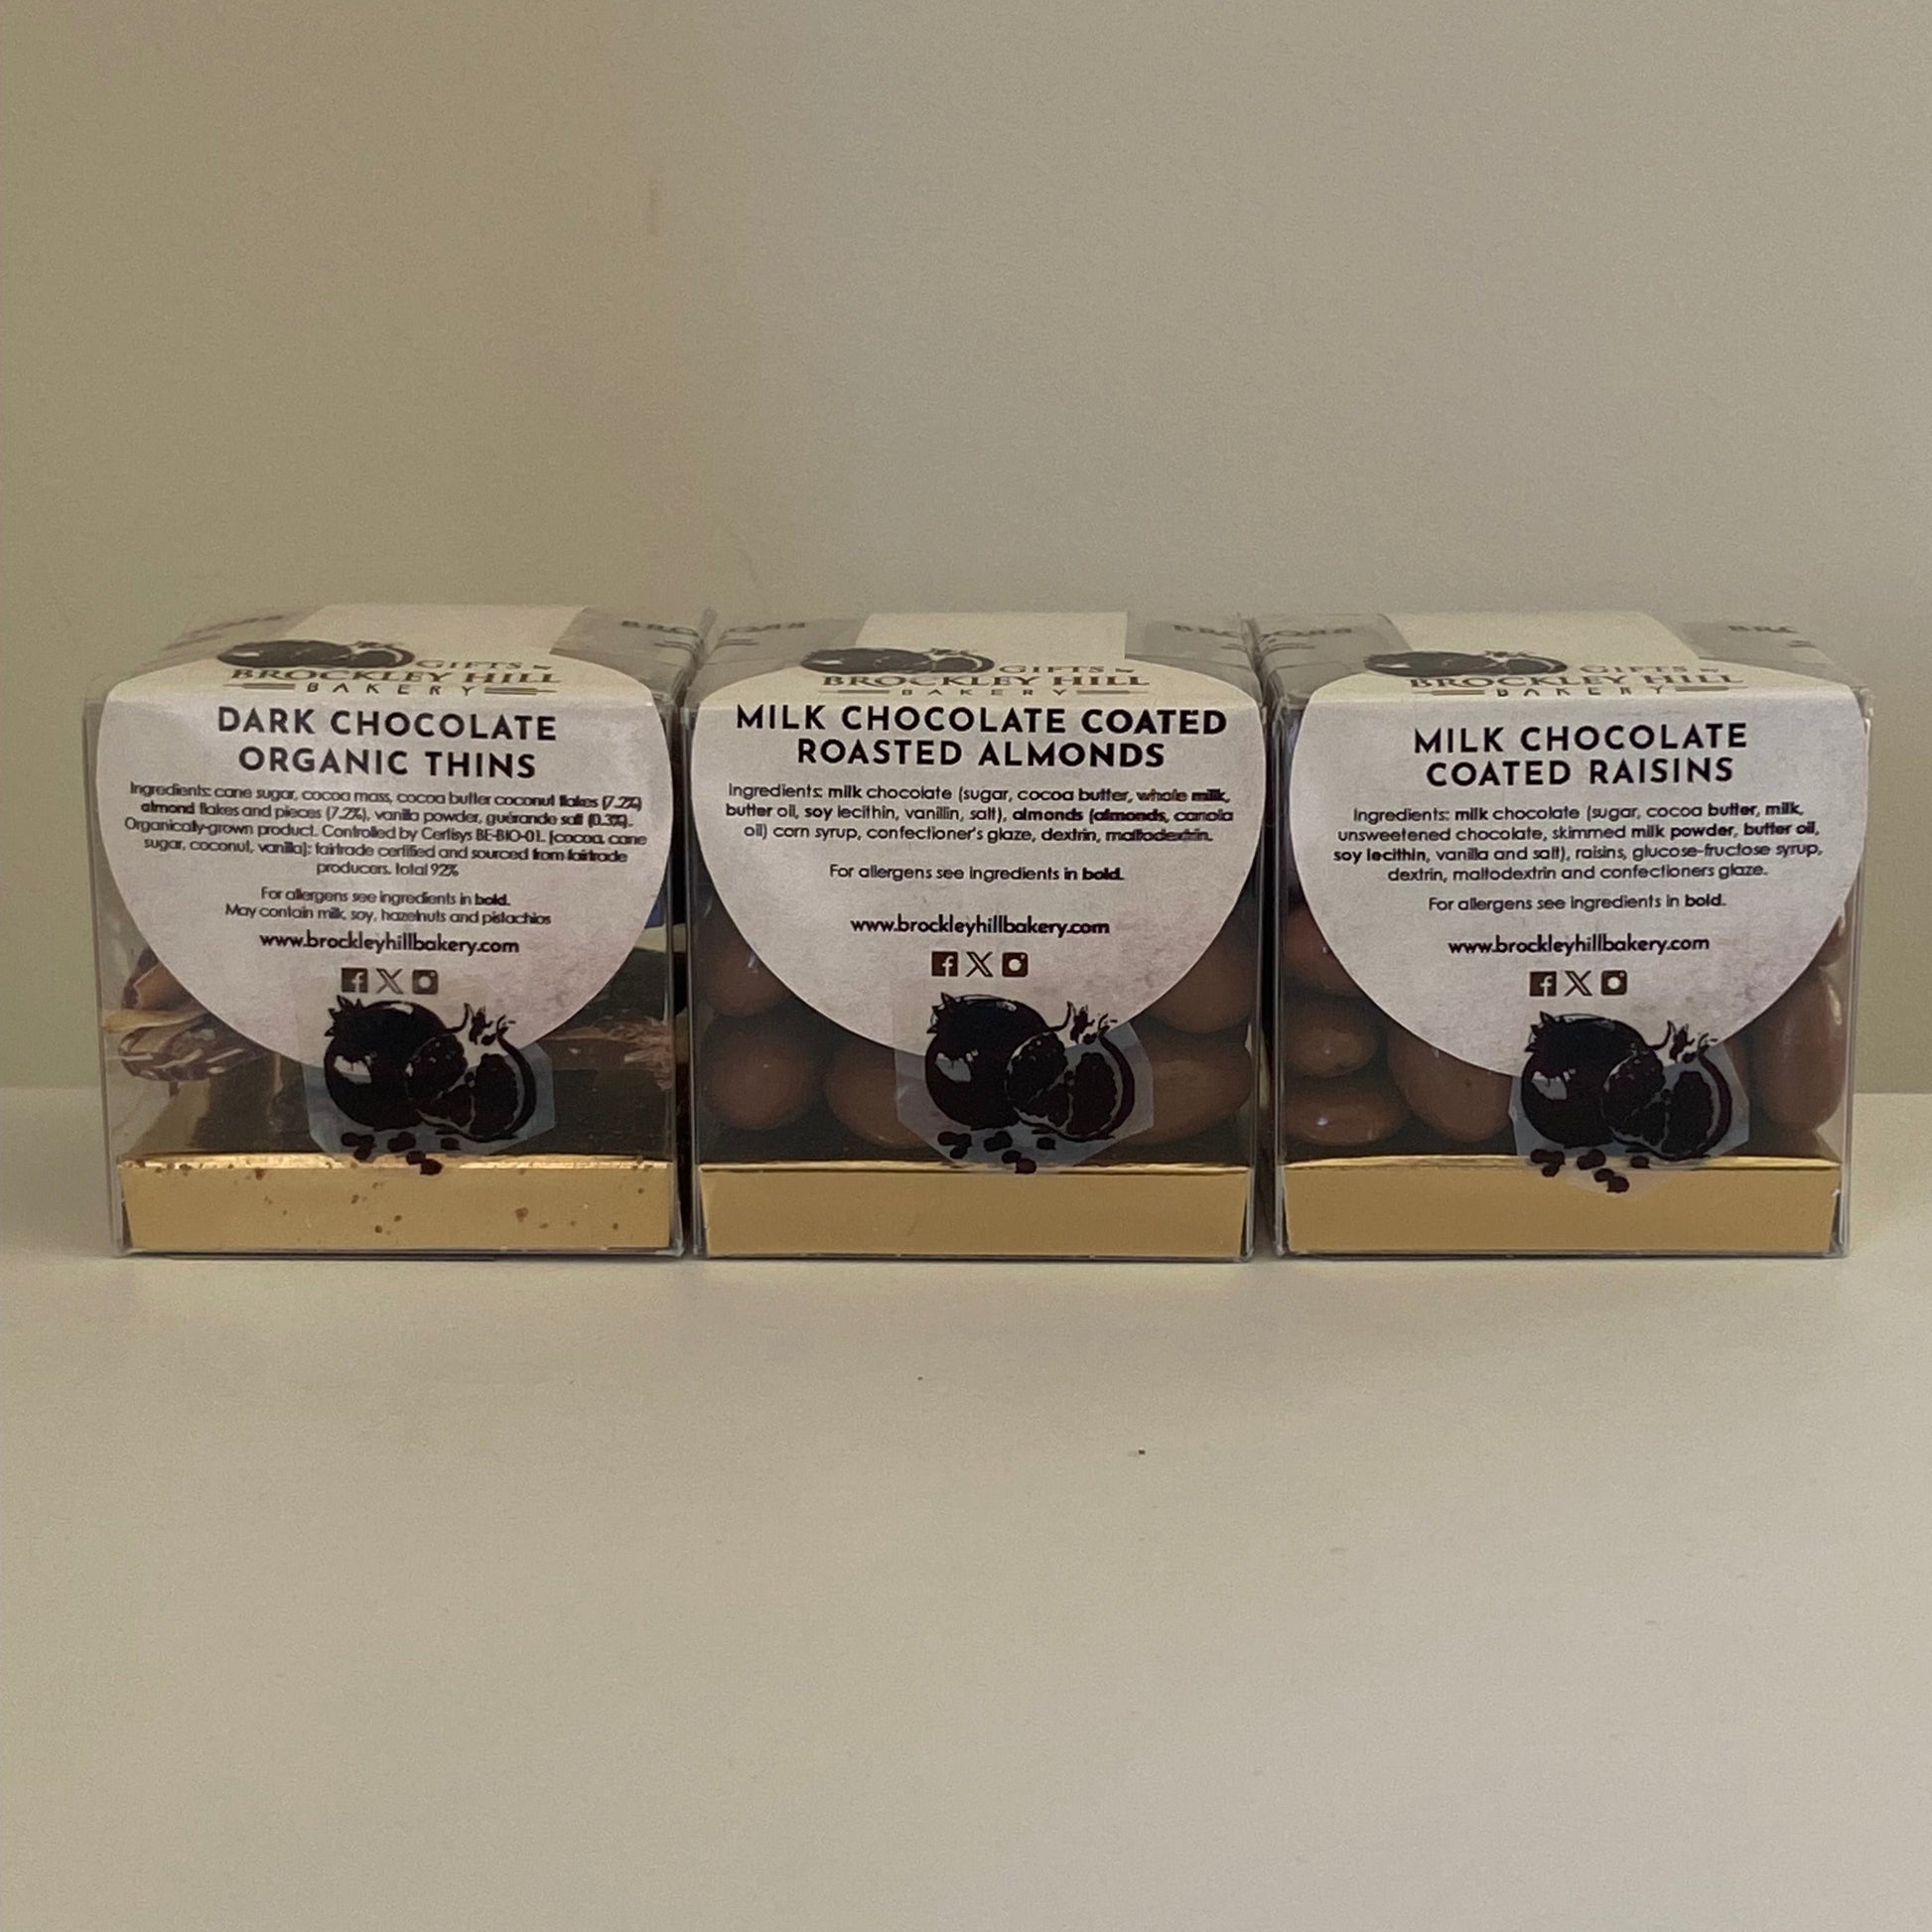 GIFTS by
BROCKLEY HILL
BAKERY
DARK CHOCOLATE
ORGANIC THINS
Ingredients: cane sugar, cocoa mass, cocoa butter coconut flakes (7.2%)
almond flakes and pieces (7.2%), vanilla powder, guérande salt (0.3%).
Organically-grown product. Controlled by Certisys BE-BIO-01. [cocoa, cane
sugar, coconut, vanilla]: fairtrade certified and sourced from fairtrade
producers. total 92%
For allergens see ingredients in bold.
May contain milk, soy, hazelnuts and pistachios
www.brockleyhillbakery.com
GIFTS by
BROCKLEY HILL
BAKERY
MILK CHOCOLATE COATED
ROASTED ALMONDS
Ingredients: milk chocolate (sugar, cocoa butter, whole milk,
butter oil, soy lecithin, vanillin, salt), almonds (almonds, canola
oil) corn syrup, confectioner's glaze, dextrin, maltodextrin.
For allergens see ingredients in bold.
www.brockleyhillbakery.com
GIFTS by
BROCKLEY HILL
BAKERY
MILK CHOCOLATE
COATED RAISINS
Ingredients: milk chocolate (sugar, cocoa butter, milk,
unsweetened chocolate, skimmed milk powder, butter oil,
soy lecithin, vanilla and salt), raisins, glucose-fructose syrup,
dextrin, maltodextrin and confectioners glaze.
For allergens see ingredients in bold.
www.brockleyhillbakery.com